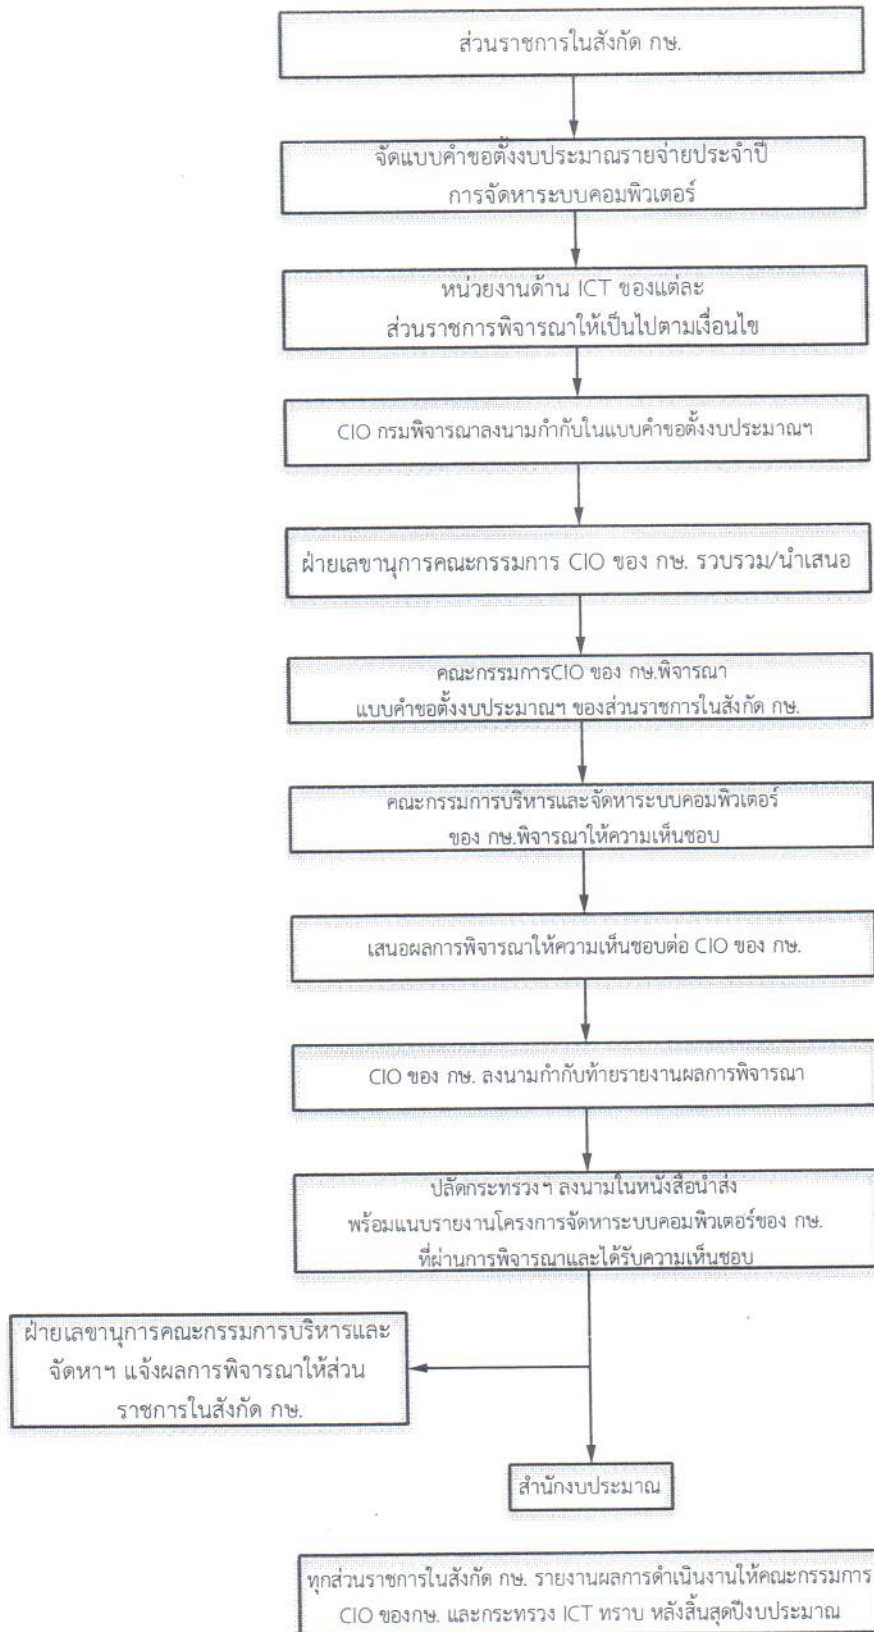 ส่วนราชการในสังกัด กษ.
จัดแบบคำขอตั้งงบประมาณรายจ่ายประจำปี
การจัดหาระบบคอมพิวเตอร์
หน่วยงานด้าน ICT ของแต่ละ
ส่วนราชการพิจารณาให้เป็นไปตามเงื่อนไข
CIO กรมพิจารณาลงนามกำกับในแบบคำขอตั้งงบประมาณฯ
ฝ่ายเลขานุการคณะกรรมการ CIO ของ กษ. รวบรวม/นำเสนอ
คณะกรรมการCIO ของ กษ.พิจารณา
แบบคำขอตั้งงบประมาณฯ ของส่วนราชการในสังกัด กษ.
คณะกรรมการบริหารและจัดหาระบบคอมพิวเตอร์
ของ กษ.พิจารณาให้ความเห็นชอบ
เสนอผลการพิจารณาให้ความเห็นชอบต่อ CIO ของ กษ.
CIO ของ กษ. ลงนามกำกับท้ายรายงานผลการพิจารณา
ปลัดกระทรวงฯ ลงนามในหนังสือนำส่ง
พร้อมแนบรายงานโครงการจัดหาระบบคอมพิวเตอร์ของ กษ.
ที่ผ่านการพิจารณาและได้รับความเห็นชอบ
ฝ่ายเลขานุการคณะกรรมการบริหารและ
จัดหาฯ แจ้งผลการพิจารณาให้ส่วน
ราชการในสังกัด กษ.
สำนักงบประมาณ
ทุกส่วนราชการในสังกัด กษ. รายงานผลการดำเนินงานให้คณะกรรมการ
CIO ของกษ. และกระทรวง ICT ทราบ หลังสิ้นสุดปีงบประมาณ